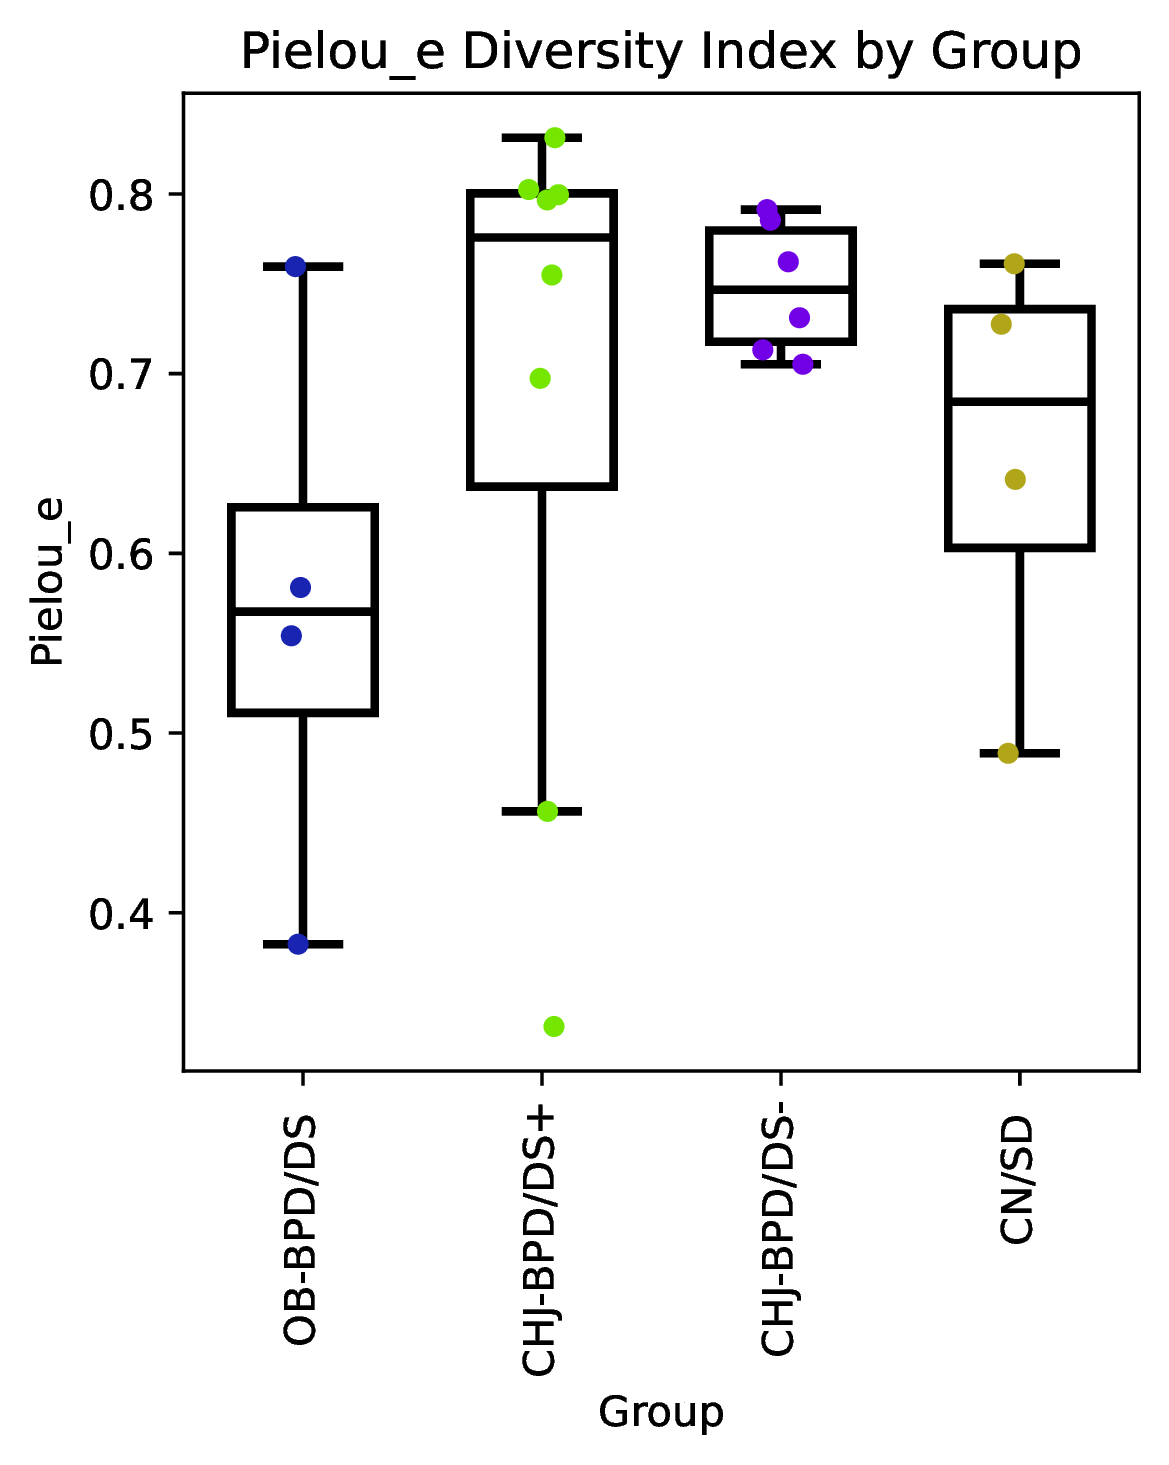 Pielou_e Diversity Index by Group
Pielou_e
0.8
0.7
0.6
0.5
0.4
OB-BPD/DS
CHJ-BPD/DS+
CHJ-BPD/DS-
CN/SD
Group